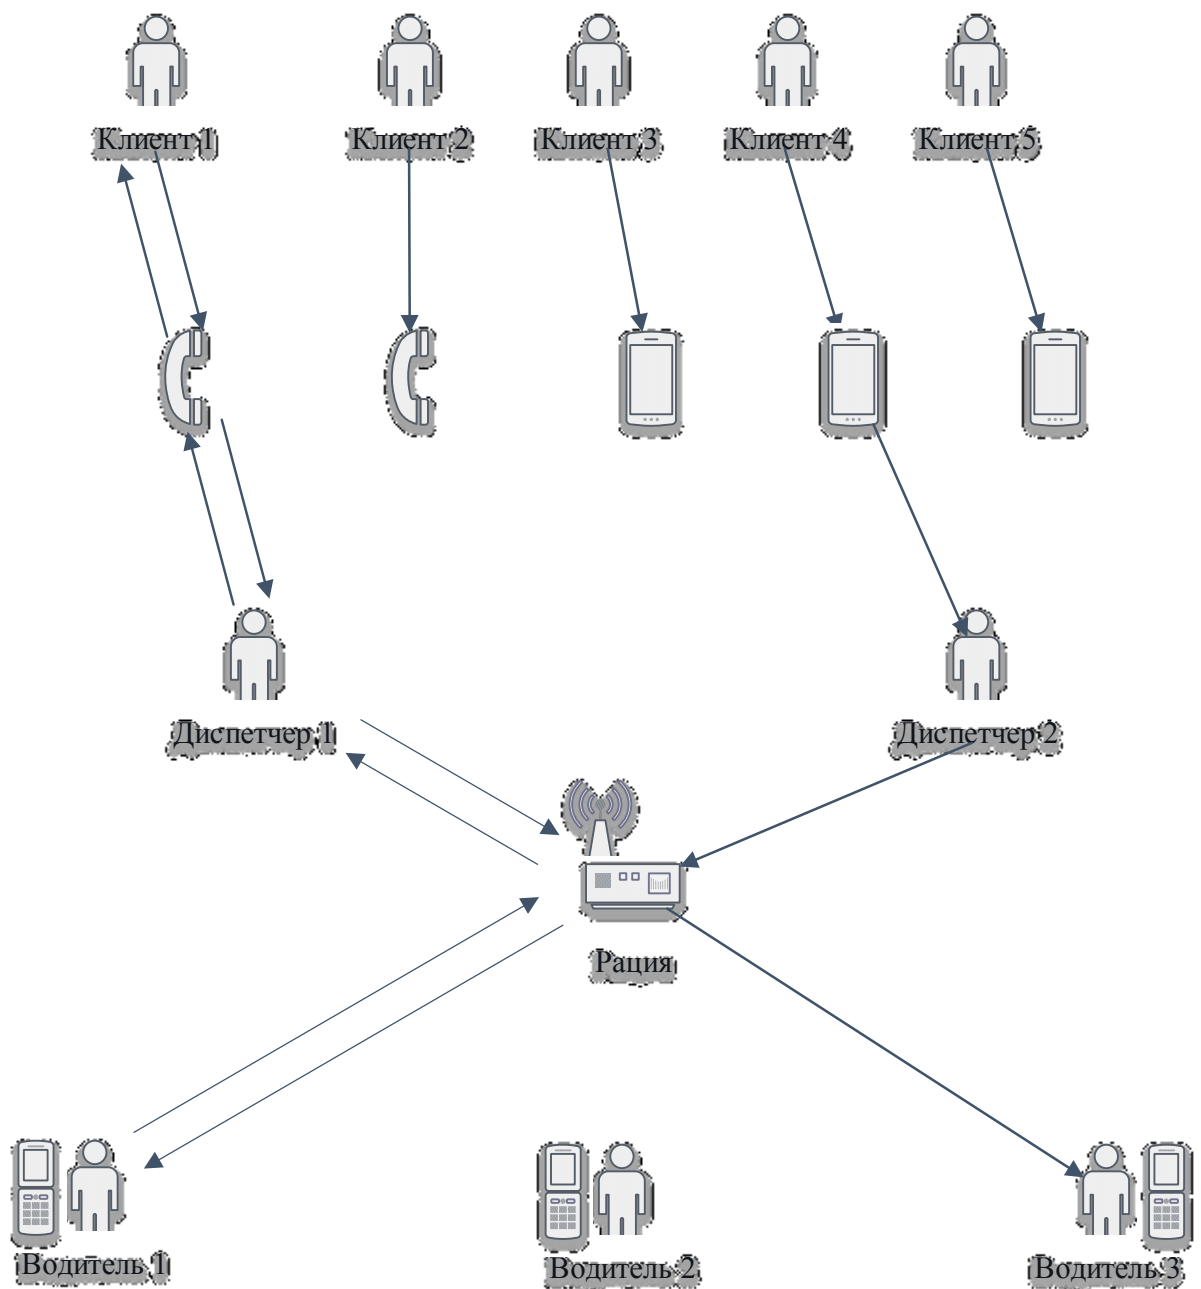 Клиент 1
Клиент 2
Клиент 3
Клиент 4
Клиент 5
Диспетчер 1
Диспетчер 2
Рация
Водитель 1
Водитель 2
Водитель 3